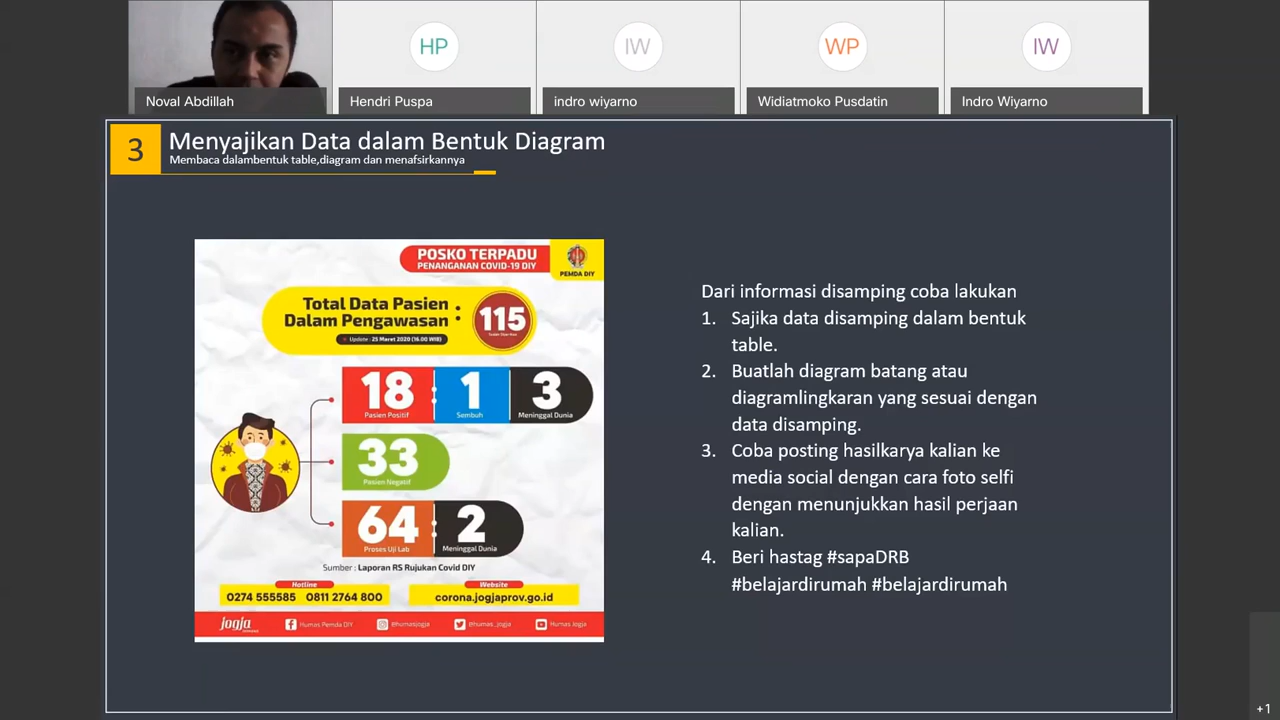 HP
IW
WP
IW
Noval Abdillah
Hendri Puspa
indro wiyarno
Widiatmoko Pusdatin
Indro Wiyarno
3
Menyajikan Data dalam Bentuk Diagram
Membaca dalambentuk table,diagram dan menafsirkannya
POSKO TERPADU
PENANGANAN COVID-19 DIY
PEMDA DIY
Total Data Pasien
Dalam Pengawasan :
Update : 25 Maret 2020 (16.00 WIB)
115
18
Pasien Positif
1
Sembuh
3
Meninggal Dunia
33
Pasien Negatif
64
Proses Uji Lab
2
Meninggal Dunia
Sumber : Laporan RS Rujukan Covid DIY
Hotline
0274 555585 0811 2764 800
Website
corona.jogjaprov.go.id
jogja
Humas Pemda DIY
@humasjogja
@humas_jogja
Humas Jogja
Dari informasi disamping coba lakukan
1. Sajika data disamping dalam bentuk
table.
2. Buatlah diagram batang atau
diagramlingkaran yang sesuai dengan
data disamping.
3. Coba posting hasilkarya kalian ke
media social dengan cara foto selfi
dengan menunjukkan hasil perjaan
kalian.
4. Beri hastag #sapaDRB
#belajardirumah #belajardirumah
+1